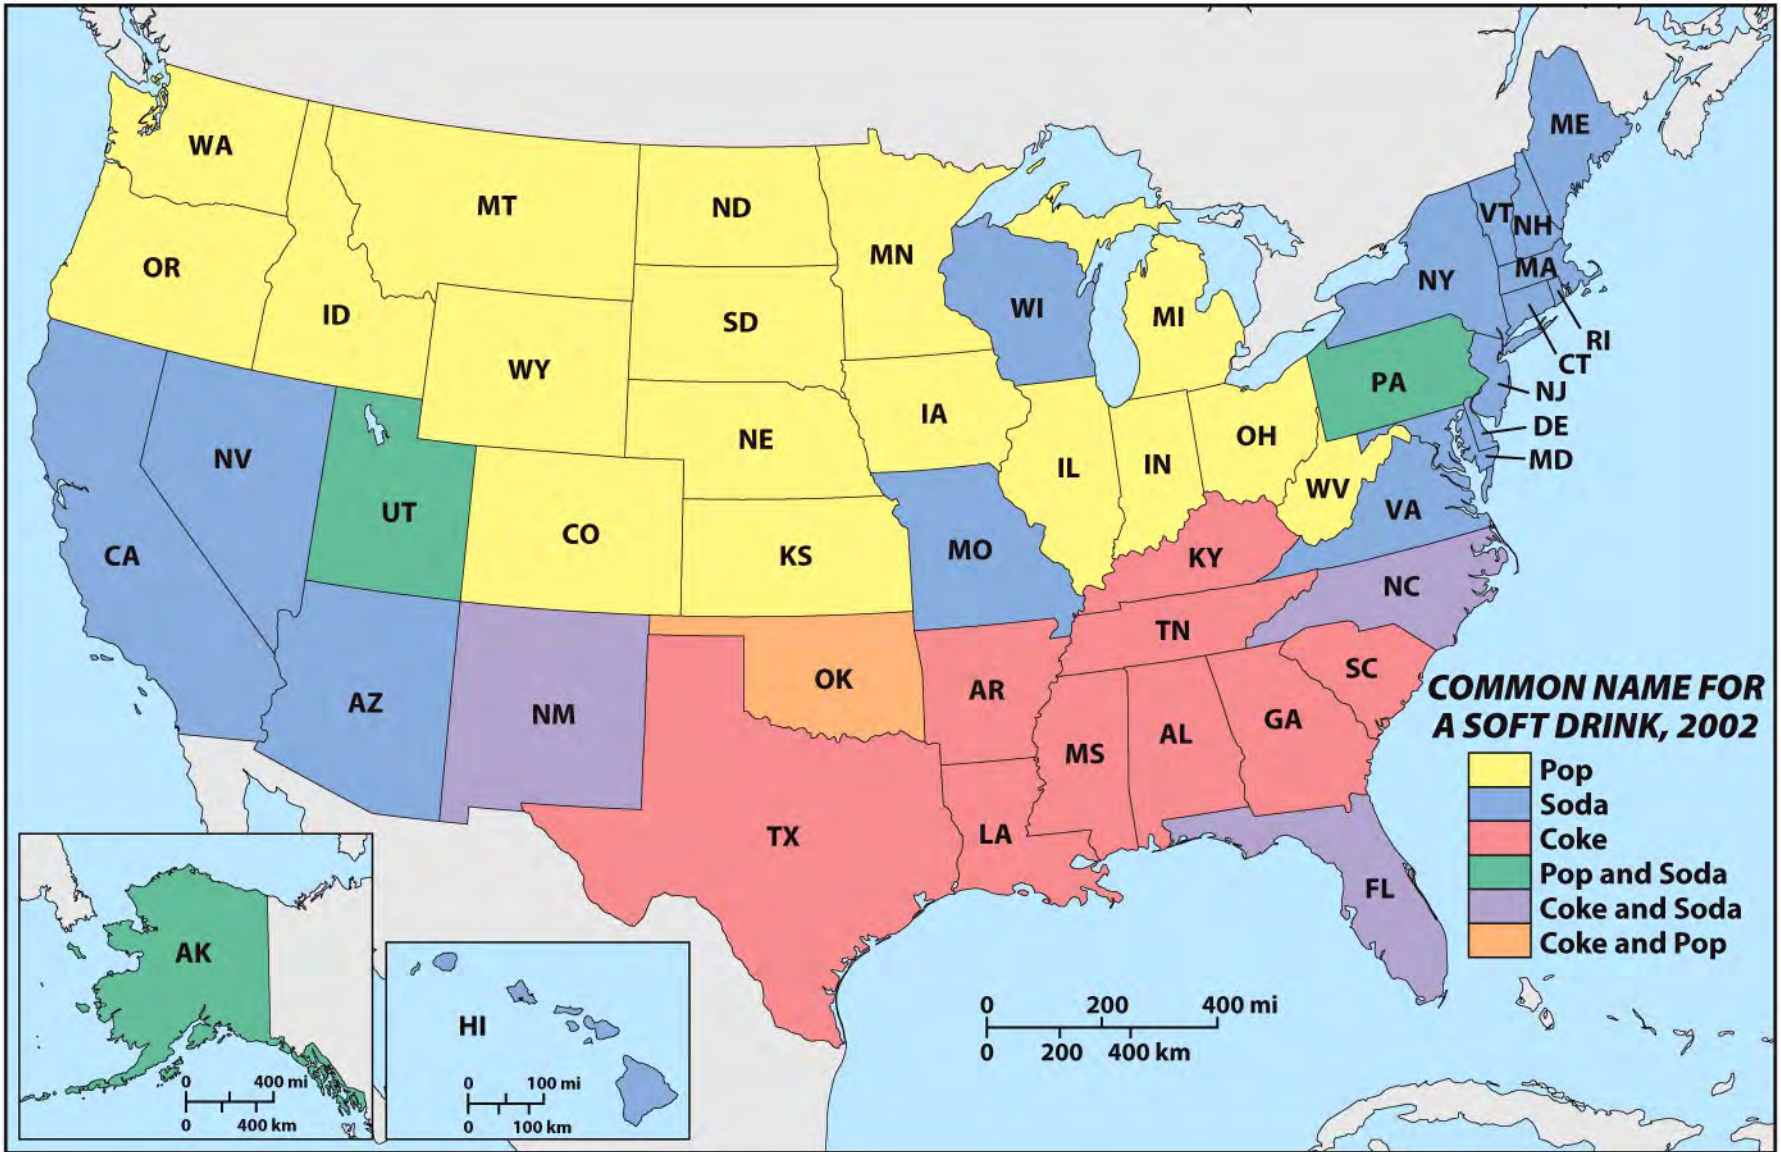 WA
MT
ND
MN
ME
OR
ID
SD
WI
MI
VT
NH
NY
MA
WY
IA
NE
RI
CT
PA
NJ
DE
MD
NV
UT
CO
KS
IL
IN
OH
WV
VA
CA
MO
KY
NC
TN
AZ
NM
OK
AR
SC
MS
AL
GA
TX
LA
FL
COMMON NAME FOR
A SOFT DRINK, 2002
Pop
Soda
Coke
Pop and Soda
Coke and Soda
Coke and Pop
AK
0 400 mi
0 400 km
HI
0 100 mi
0 100 km
0 200 400 mi
0 200 400 km